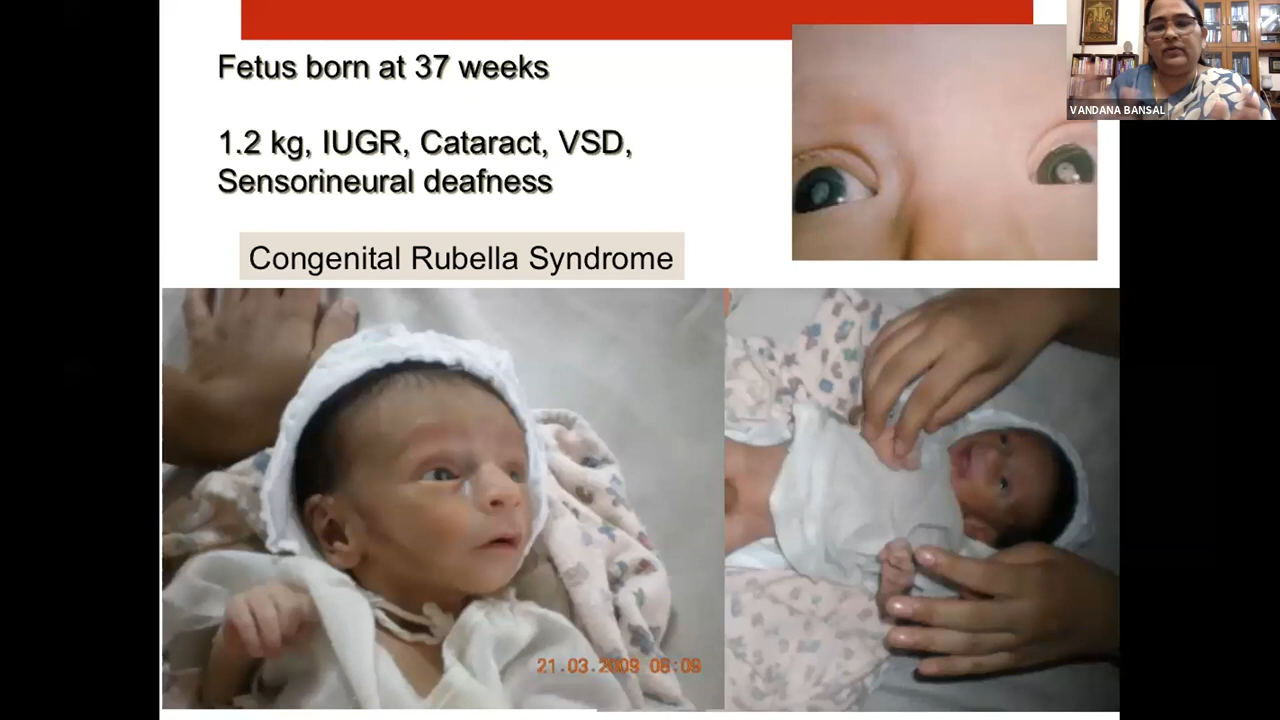 Fetus born at 37 weeks
1.2 kg, IUGR, Cataract, VSD,
Sensorineural deafness
Congenital Rubella Syndrome
VANDANA BANSAL
21.03.2009 06:09